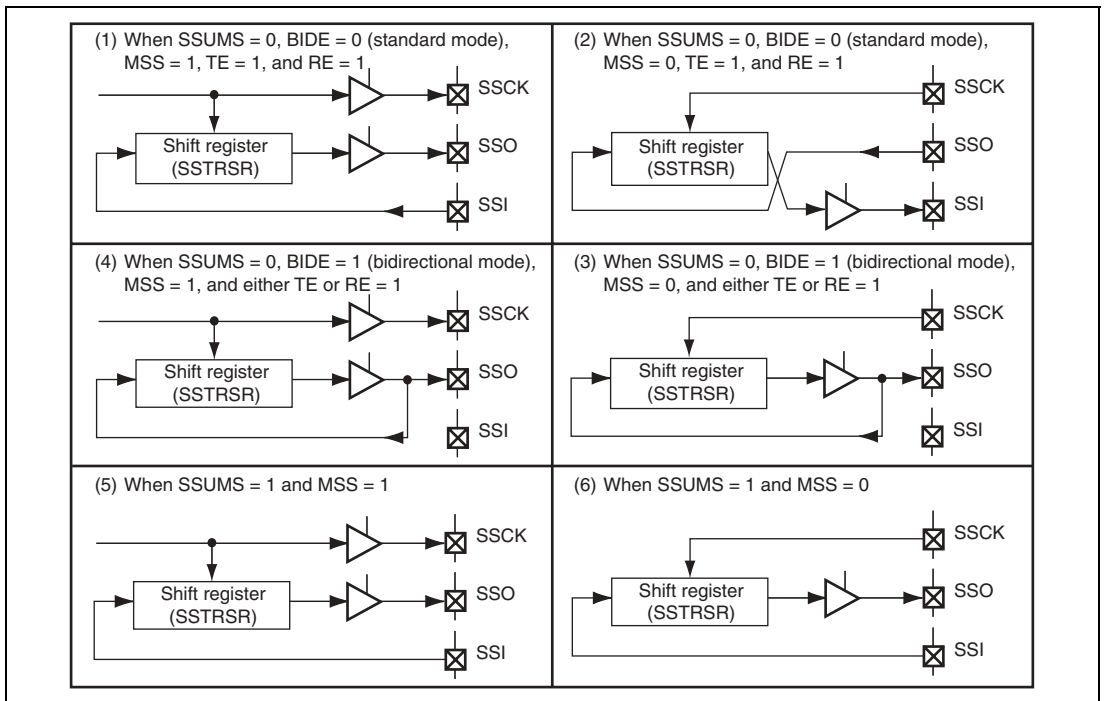 (1) When SSUMS = 0, BIDE = 0 (standard mode),
MSS = 1, TE = 1, and RE = 1
SSCK
Shift register
(SSTRSR)
SSO
SSI
(2) When SSUMS = 0, BIDE = 0 (standard mode),
MSS = 0, TE = 1, and RE = 1
SSCK
Shift register
(SSTRSR)
SSO
SSI
(4) When SSUMS = 0, BIDE = 1 (bidirectional mode),
MSS = 1, and either TE or RE = 1
SSCK
Shift register
(SSTRSR)
SSO
SSI
(3) When SSUMS = 0, BIDE = 1 (bidirectional mode),
MSS = 0, and either TE or RE = 1
SSCK
Shift register
(SSTRSR)
SSO
SSI
(5) When SSUMS = 1 and MSS = 1
SSCK
Shift register
(SSTRSR)
SSO
SSI
(6) When SSUMS = 1 and MSS = 0
SSCK
Shift register
(SSTRSR)
SSO
SSI